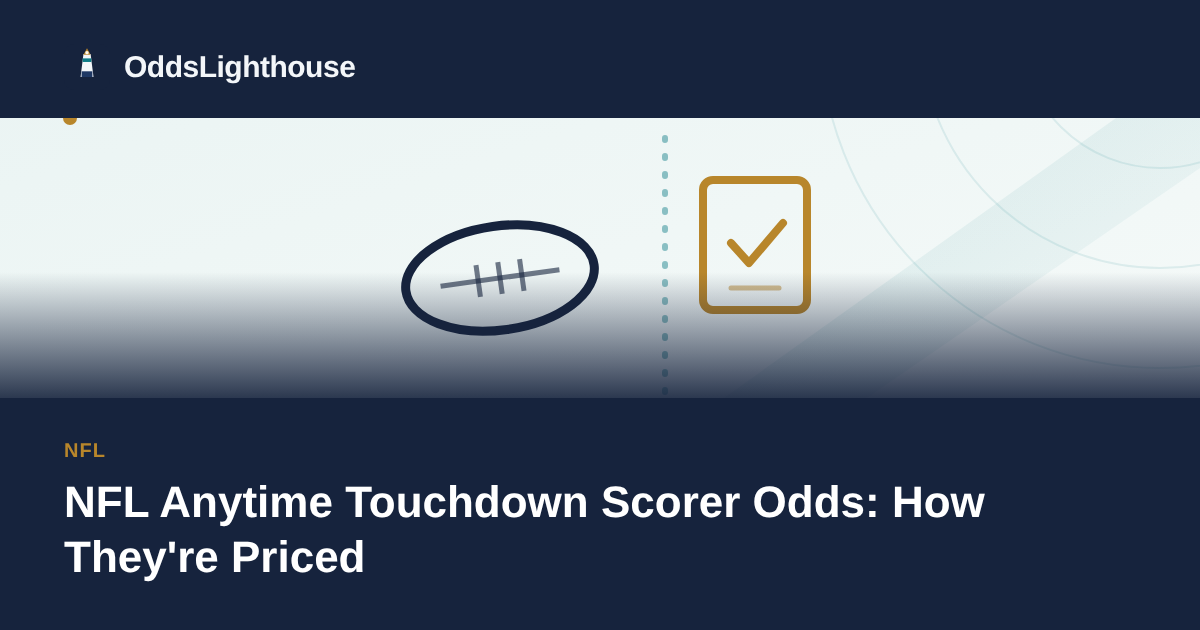 OddsLighthouse
NFL
NFL Anytime Touchdown Scorer Odds: How
They're Priced